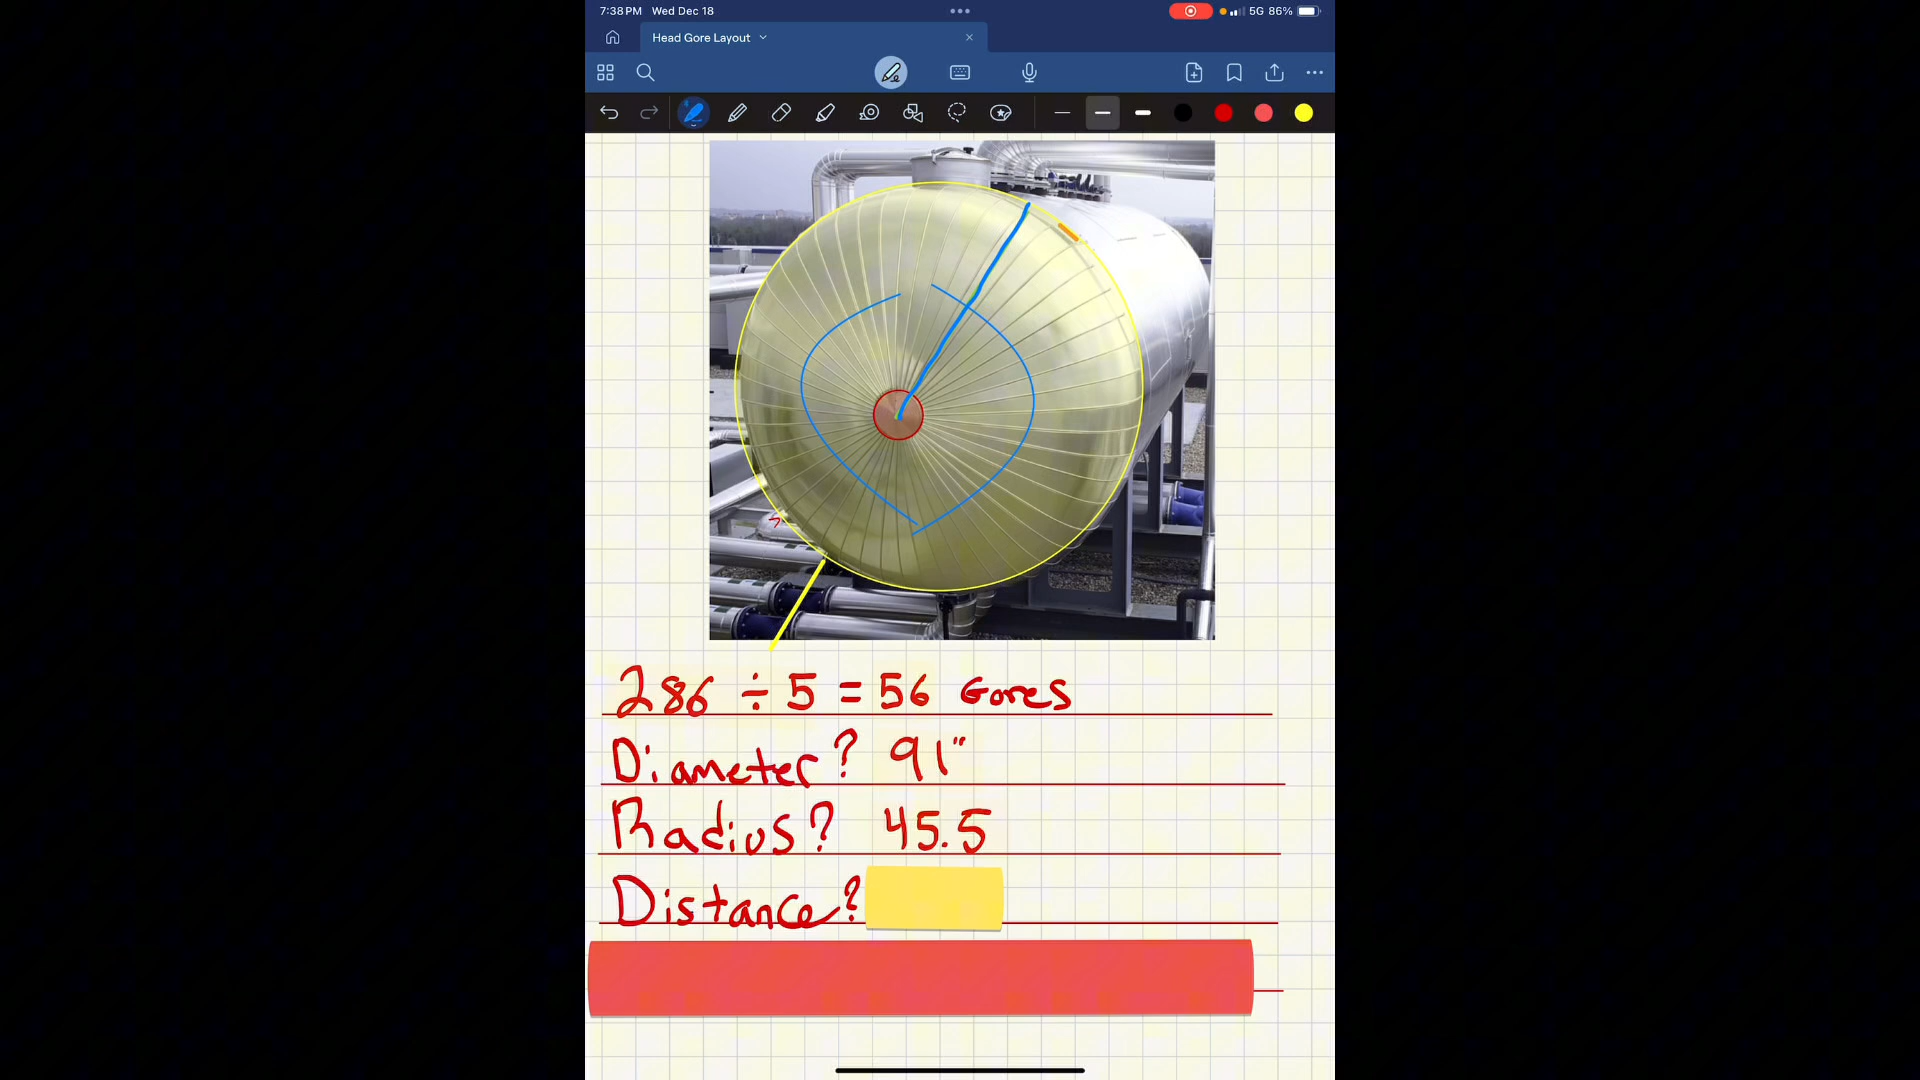 7:38 PM Wed Dec 18
5G 86%
Head Gore Layout
286 ÷ 5 = 56 Gores
Diameter? 91"
Radius? 45.5
Distance?